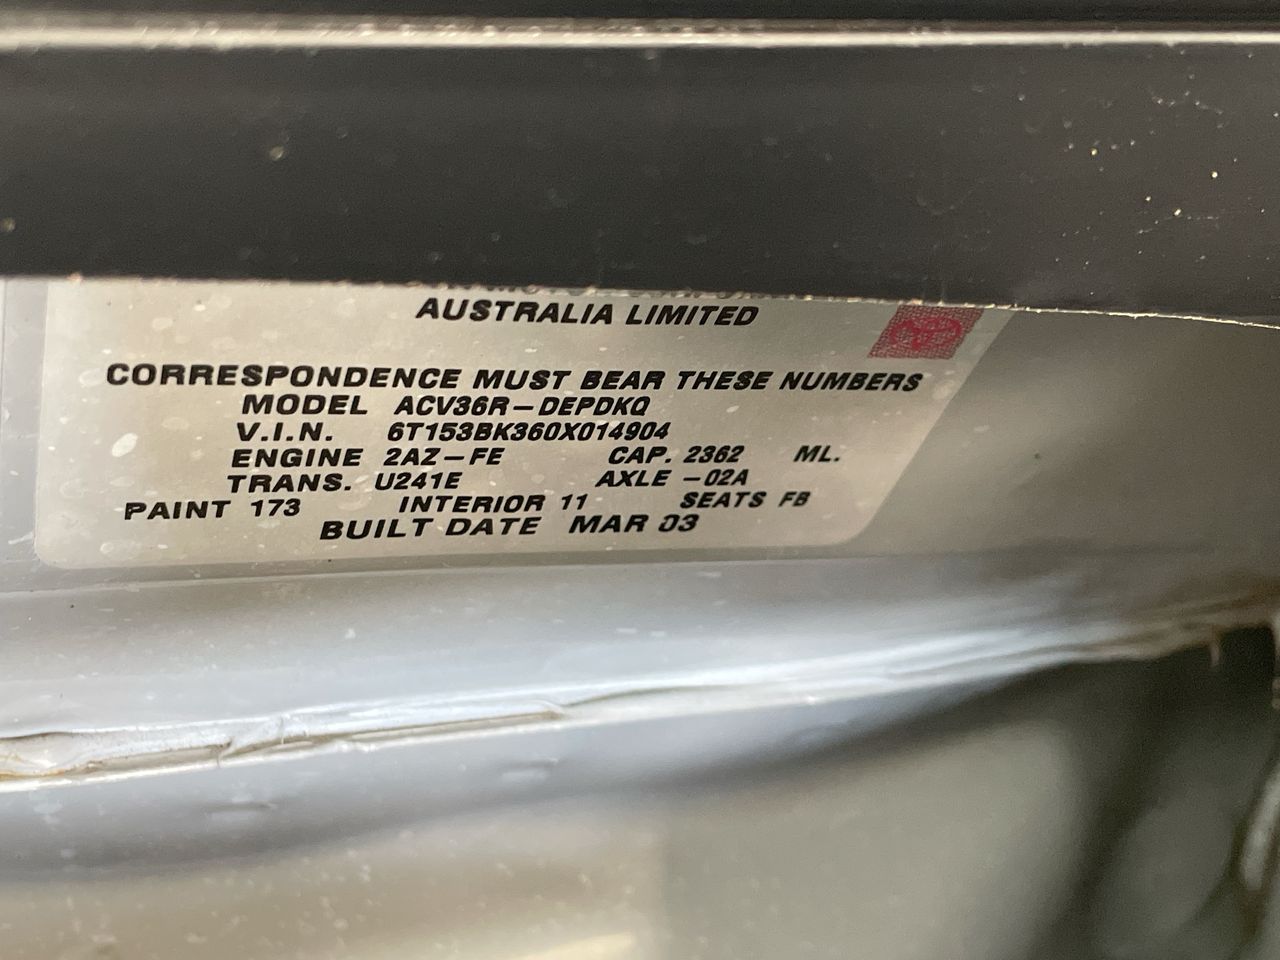 AUSTRALIA LIMITED
CORRESPONDENCE MUST BEAR THESE NUMBERS
MODEL ACV36R-DEPDKQ
V.I.N. 6T153BK360X014904
ENGINE 2AZ-FE CAP. 2362 ML.
TRANS. U241E AXLE -02A
PAINT 173 INTERIOR 11 SEATS FB
BUILT DATE MAR 03